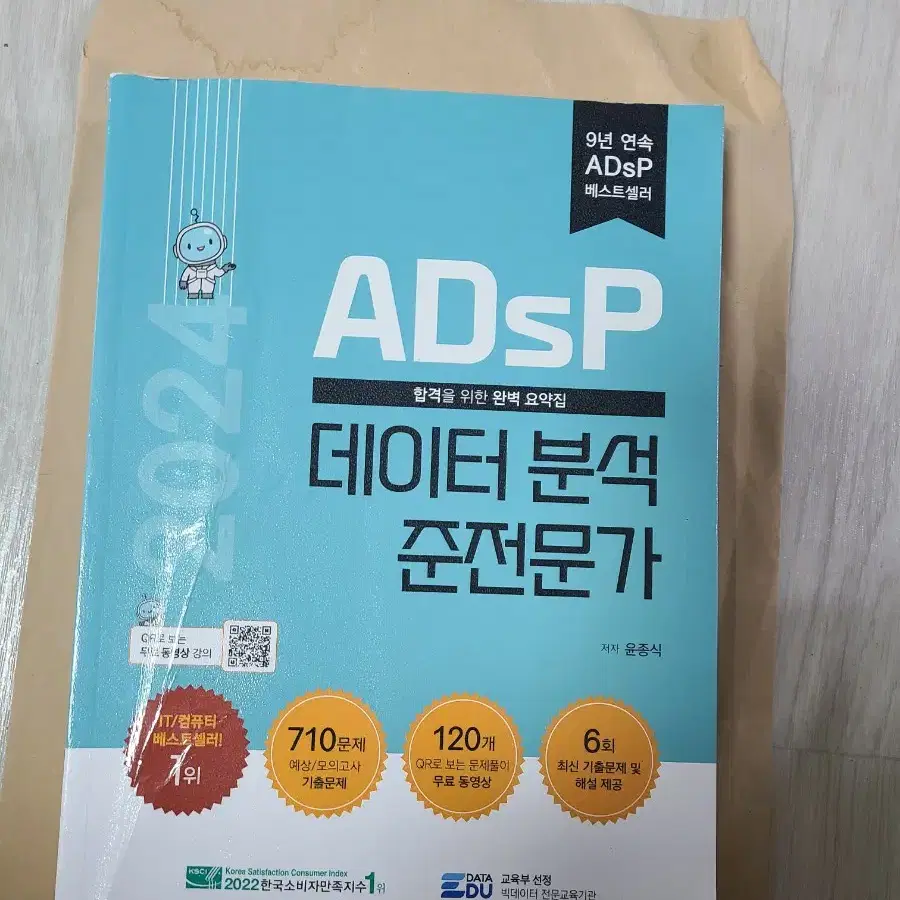 9년 연속
ADsP
베스트셀러
2024
ADsP
합격을 위한 완벽 요약집
데이터 분석
준전문가
저자 윤종식
QR로 보는
무료 동영상 강의
IT/컴퓨터
베스트셀러!
1위
710문제
예상/모의고사
기출문제
120개
QR로 보는 문제풀이
무료 동영상
6회
최신 기출문제 및
해설 제공
KSCI
Korea Satisfaction Consumer Index
2022한국소비자만족지수1위
DATA
EDU
교육부 선정
빅데이터 전문교육기관